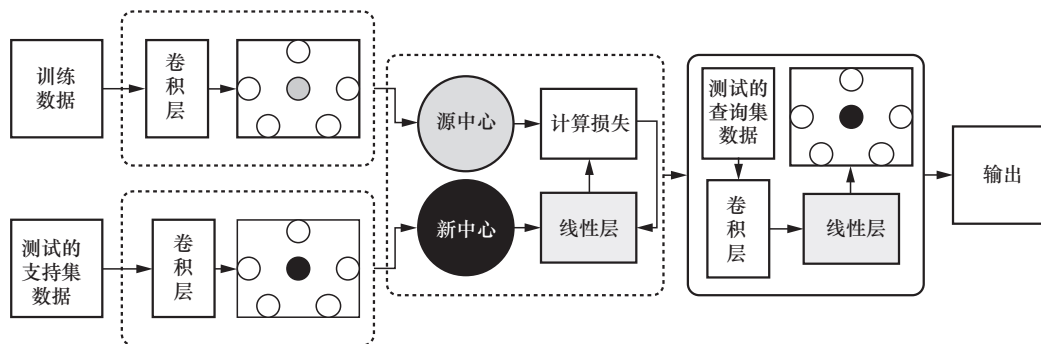 训练
数据
卷
积
层
测试的
支持集
数据
卷
积
层
源中心
计算损失
新中心
线性层
测试的
查询集
数据
卷
积
层
线性层
输出